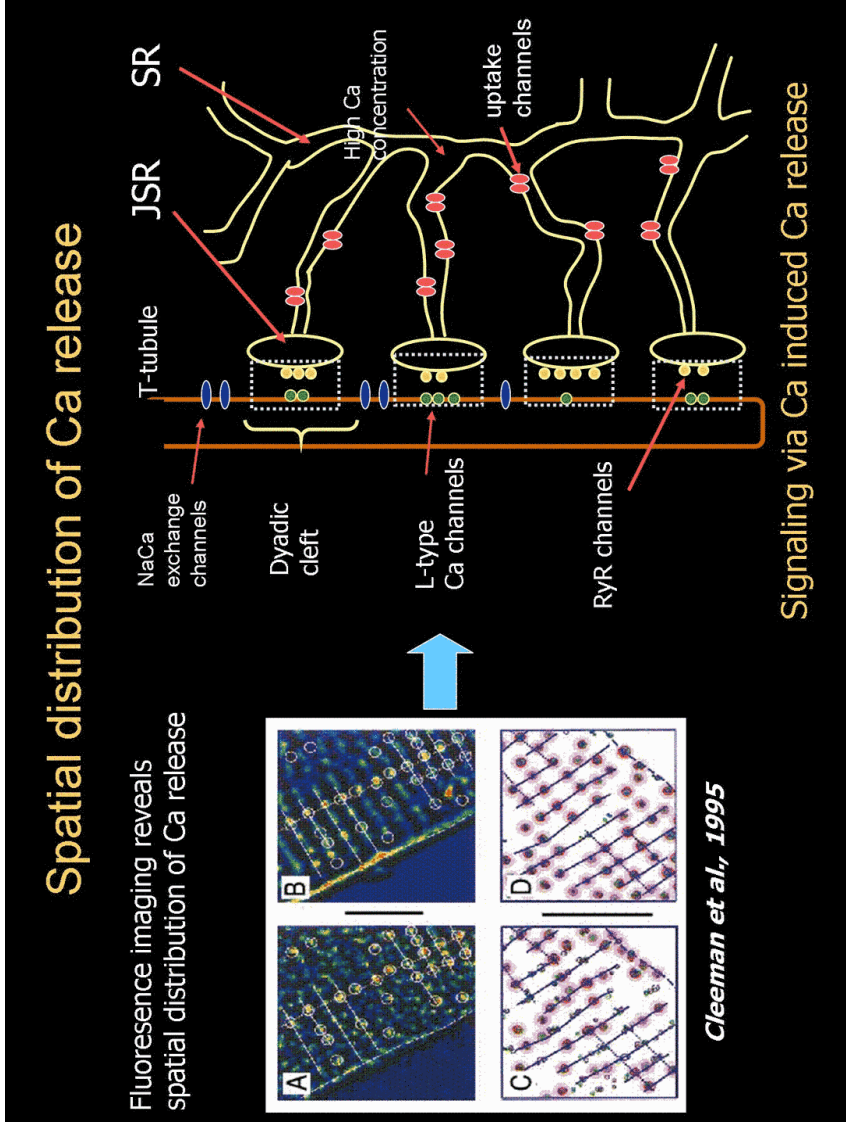 Spatial distribution of Ca release
Fluoresence imaging reveals
spatial distribution of Ca release
A
B
C
D
Cleeman et al., 1995
NaCa
exchange
channels
Dyadic
cleft
L-type
Ca channels
RyR channels
T-tubule
JSR
SR
High Ca
concentration
uptake
channels
Signaling via Ca induced Ca release